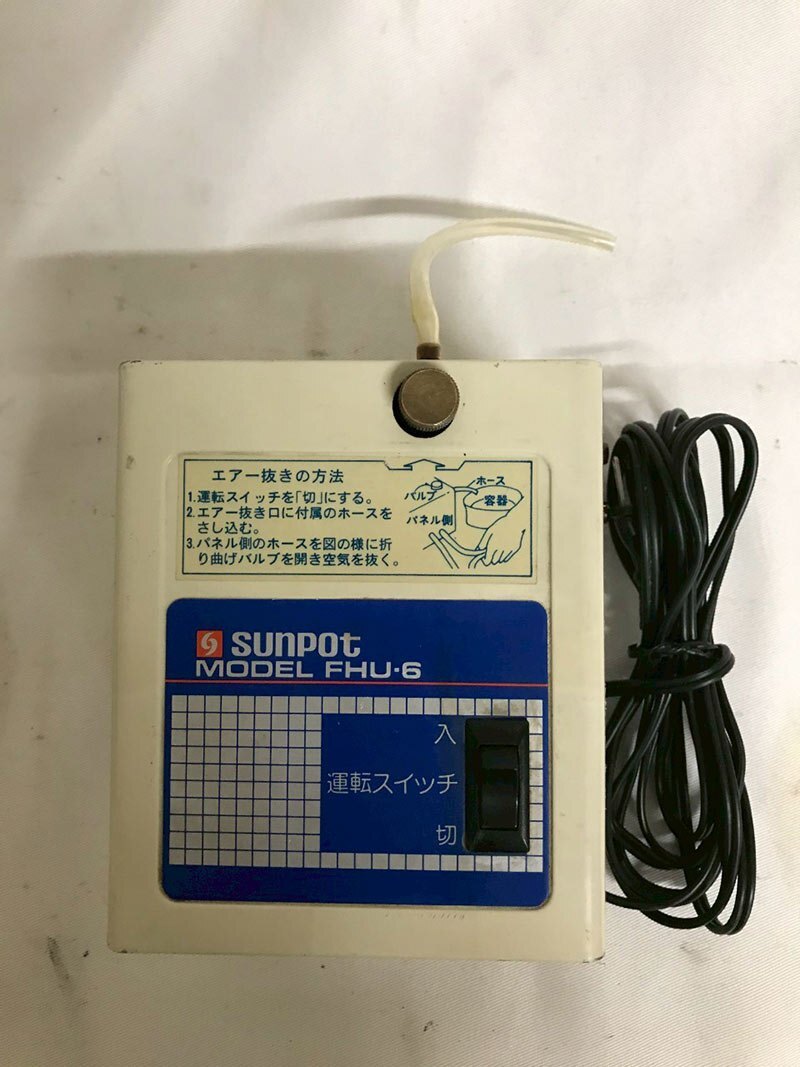 エアー抜きの方法
1.運転スイッチを「切」にする。
2.エアー抜き口に付属のホースを
さし込む。
3.パネル側のホースを図の様に折
り曲げバルブを開き空気を抜く。
バルブ
ホース
容器
パネル側
sunpot
MODEL FHU·6
入
運転スイッチ
切